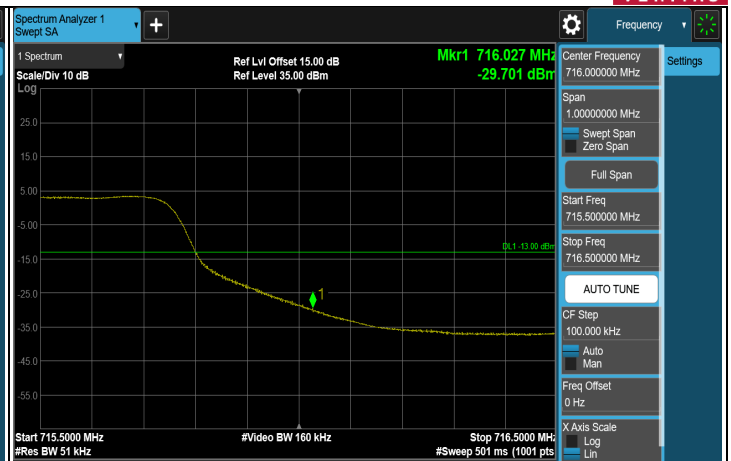 Spectrum Analyzer 1
Swept SA
+
Frequency
1 Spectrum
Scale/Div 10 dB
Log
Ref Lvl Offset 15.00 dB
Ref Level 35.00 dBm
Mkr1 716.027 MHz
-29.701 dBm
25.0
15.0
5.00
-5.00
-15.0
-25.0
-35.0
-45.0
-55.0
DL1 -13.00 dBm
1
Start 715.5000 MHz
#Res BW 51 kHz
#Video BW 160 kHz
Stop 716.5000 MHz
#Sweep 501 ms (1001 pts
Center Frequency
716.000000 MHz
Settings
Span
1.00000000 MHz
Swept Span
Zero Span
Full Span
Start Freq
715.500000 MHz
Stop Freq
716.500000 MHz
AUTO TUNE
CF Step
100.000 kHz
Auto
Man
Freq Offset
0 Hz
X Axis Scale
Log
Lin